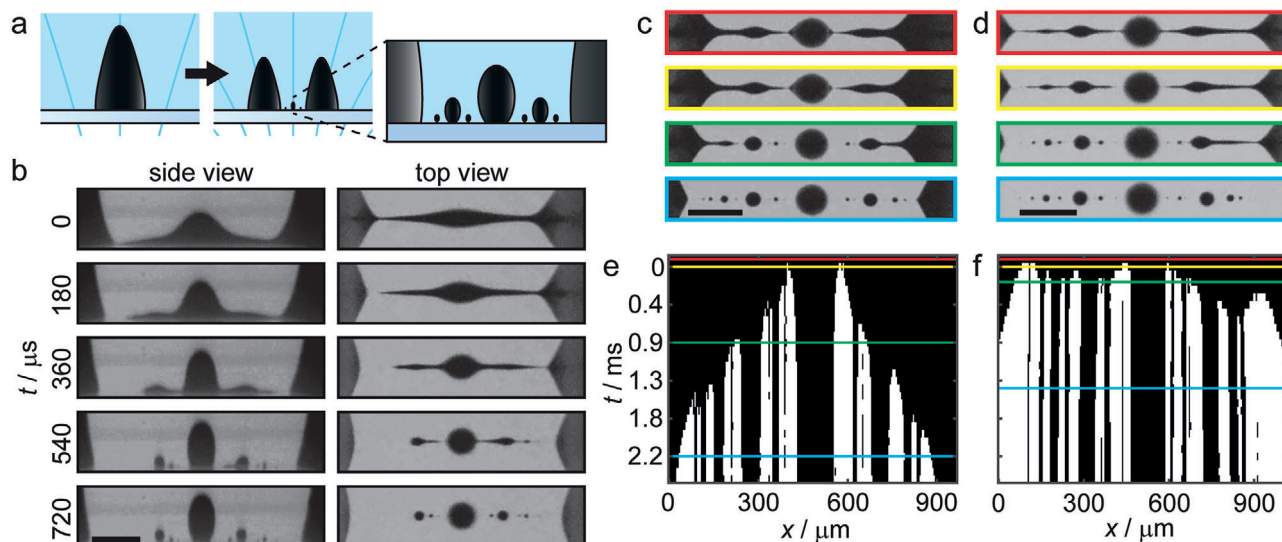 a
b
side view
top view
t / μs
0
180
360
540
720
c
d
e
f
t / ms
0
0.4
0.9
1.3
1.8
2.2
0
300
600
900
x / μm
0
300
600
900
x / μm